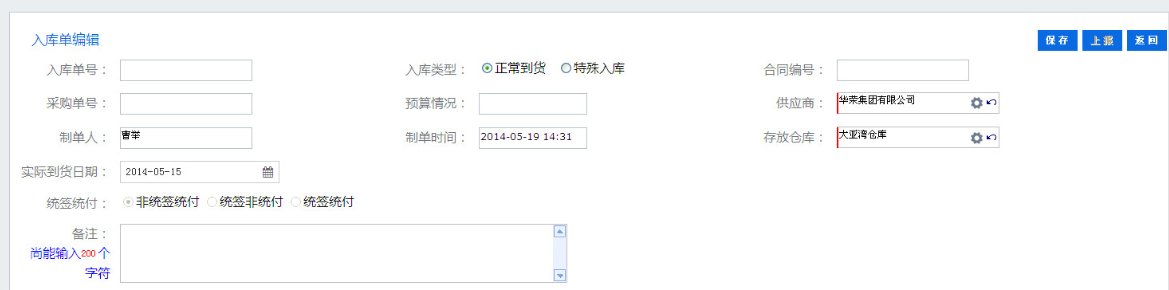 入库单编辑
保存 上报 返回
入库单号： 入库类型： 正常到货 特殊入库 合同编号：
采购单号： 预算情况： 供应商： 华荣集团有限公司
制单人： 曹举 制单时间： 2014-05-19 14:31 存放仓库： 大亚湾仓库
实际到货日期： 2014-05-15
统签统付： 非统签统付 统签非统付 统签统付
备注：
尚能输入200个
字符